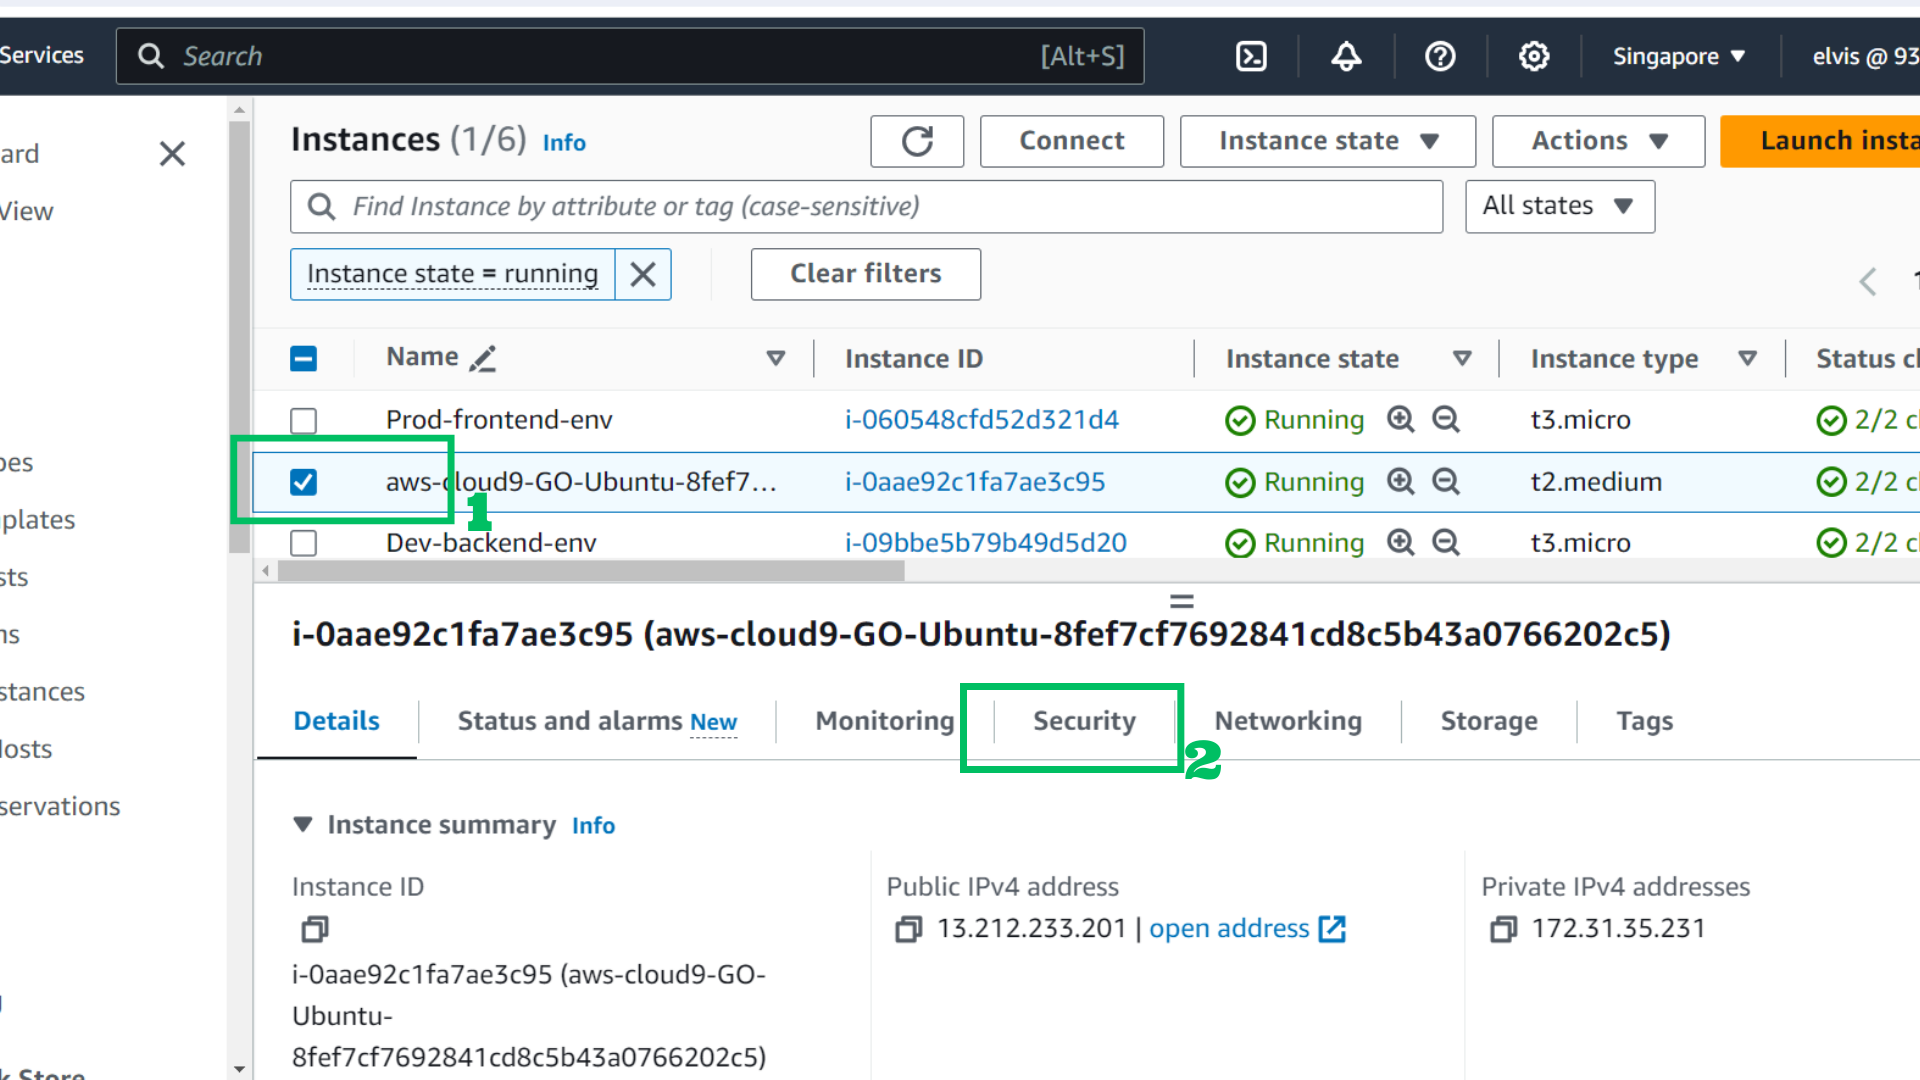 Services Search [Alt+S] Singapore elvis @ 93
Instances (1/6) Info Connect Instance state Actions Launch insta
ard
View
Find Instance by attribute or tag (case-sensitive) All states
Instance state = running Clear filters
Name Instance ID Instance state Instance type Status cl
Prod-frontend-env i-060548cfd52d321d4 Running t3.micro 2/2 cl
aws-cloud9-GO-Ubuntu-8fef7... i-0aae92c1fa7ae3c95 Running t2.medium 2/2 cl
1
Dev-backend-env i-09bbe5b79b49d5d20 Running t3.micro 2/2 cl
pes
plates
sts
ns
stances
Hosts
servations
i-0aae92c1fa7ae3c95 (aws-cloud9-GO-Ubuntu-8fef7cf7692841cd8c5b43a0766202c5)
Details Status and alarms New Monitoring Security Networking Storage Tags
2
Instance summary Info
Instance ID
i-0aae92c1fa7ae3c95 (aws-cloud9-GO-
Ubuntu-
8fef7cf7692841cd8c5b43a0766202c5)
Public IPv4 address
13.212.233.201 | open address
Private IPv4 addresses
172.31.35.231
k Store